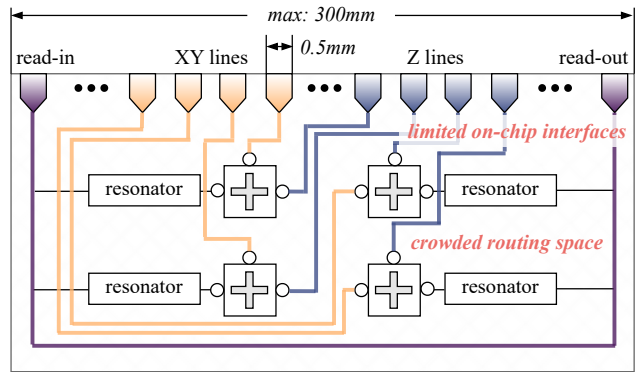 max: 300mm
read-in
XY lines
0.5mm
Z lines
read-out
limited on-chip interfaces
resonator
resonator
crowded routing space
resonator
resonator